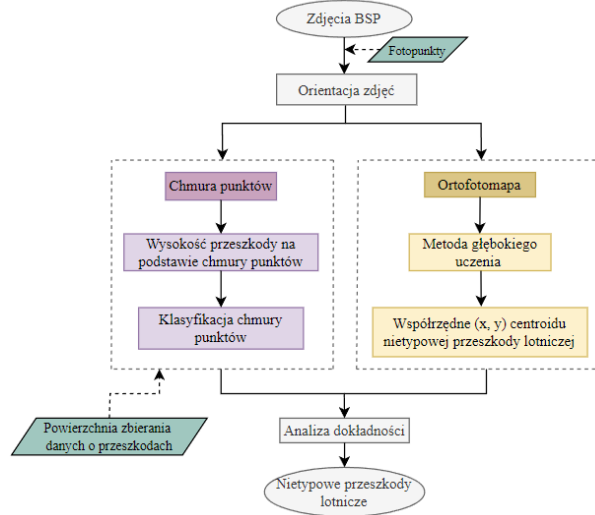 Zdjęcia BSP
Fotopunkty
Orientacja zdjęć
Chmura punktów
Wysokość przeszkody na
podstawie chmury punktów
Klasyfikacja chmury
punktów
Ortofotomapa
Metoda głębokiego
uczenia
Współrzędne (x, y) centroidu
nietypowej przeszkody lotniczej
Powierzchnia zbierania
danych o przeszkodach
Analiza dokładności
Nietypowe przeszkody
lotnicze